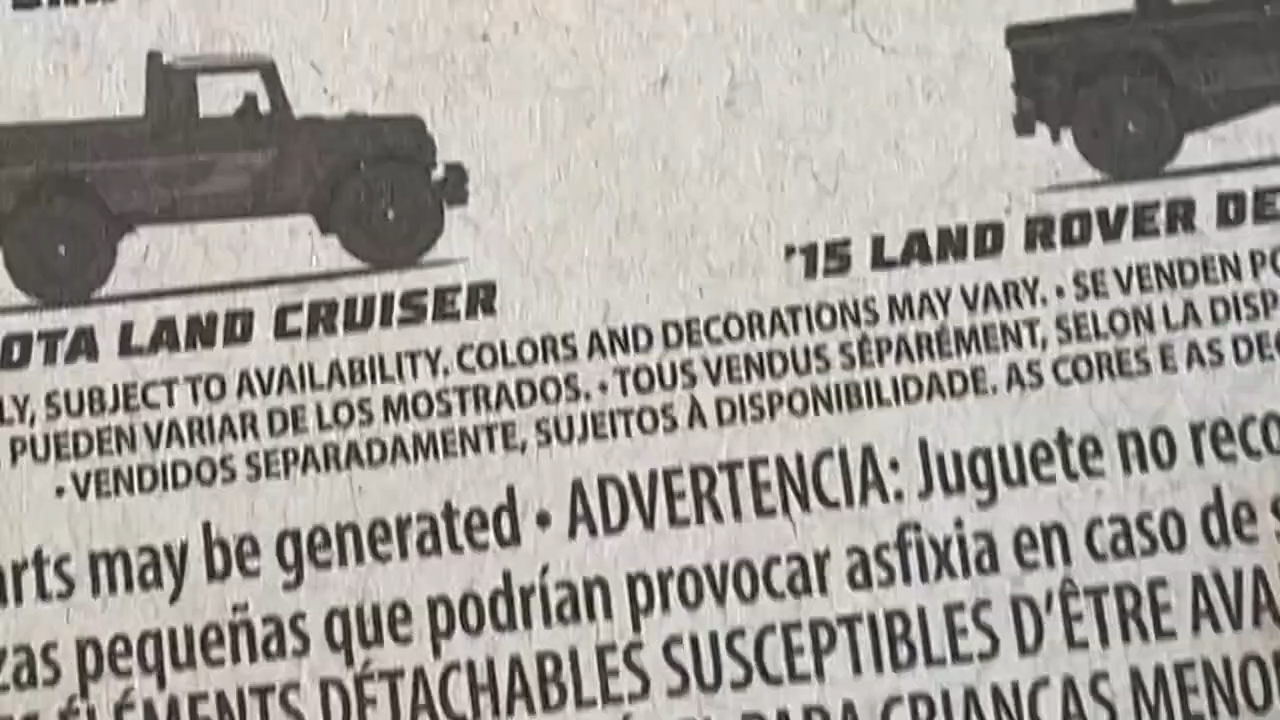 OTA LAND CRUISER
'15 LAND ROVER DE
LY, SUBJECT TO AVAILABILITY. COLORS AND DECORATIONS MAY VARY. • SE VENDEN PO
PUEDEN VARIAR DE LOS MOSTRADOS. • TOUS VENDUS SÉPARÉMENT, SELON LA DISP
• VENDIDOS SEPARADAMENTE, SUJEITOS À DISPONIBILIDADE. AS CORES E AS DE
arts may be generated • ADVERTENCIA: Juguete no reco
zas pequeñas que podrían provocar asfixia en caso de s
ÉLÉMENTS DÉTACHABLES SUSCEPTIBLES D'ÊTRE AVA
PARA CRIANÇAS MENO